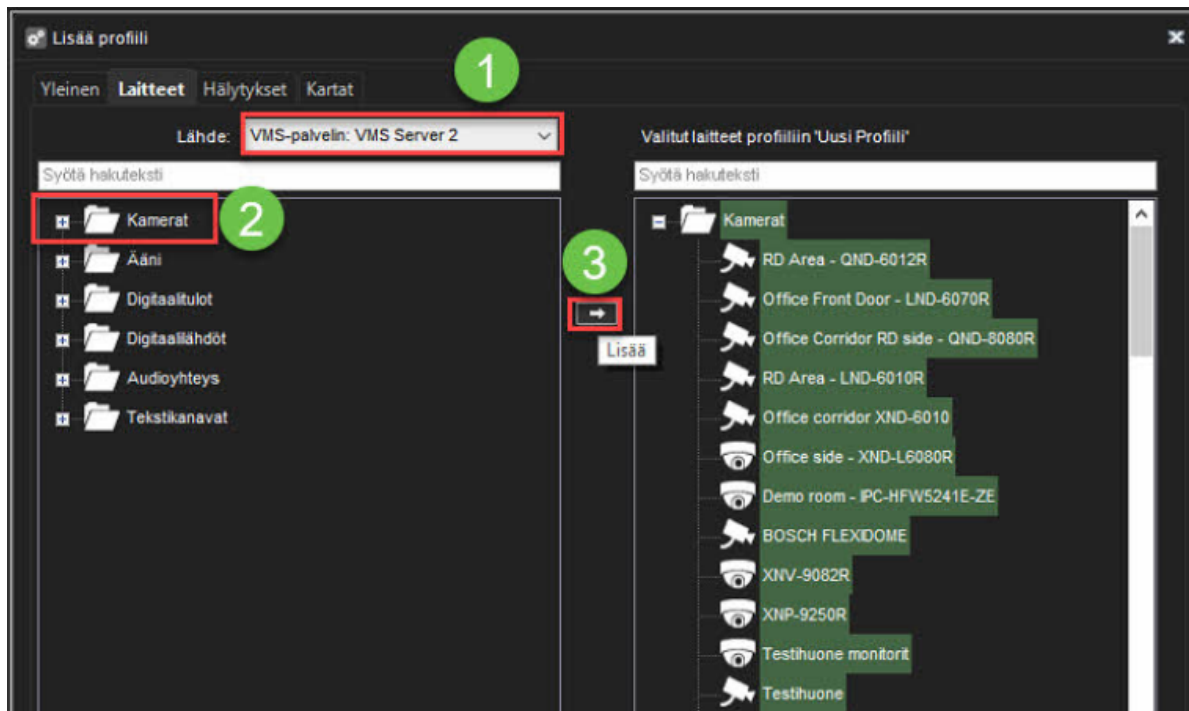 Lisää profiili
Yleinen Laitteet Hälytykset Kartat
1
Lähde: VMS-palvelin: VMS Server 2
Syötä hakuteksti
Kamerat
2
Ääni
Digitaalitulot
Digitaalilähdöt
Audioyhteys
Tekstikanavat
3
Lisää
Valitut laitteet profiiliin 'Uusi Profiili'
Syötä hakuteksti
Kamerat
RD Area - QND-6012R
Office Front Door - LND-6070R
Office Corridor RD side - QND-8080R
RD Area - LND-6010R
Office corridor XND-6010
Office side - XND-L6080R
Demo room - IPC-HFW5241E-ZE
BOSCH FLEXIDOME
XNV-9082R
XNP-9250R
Testihuone monitorit
Testihuone